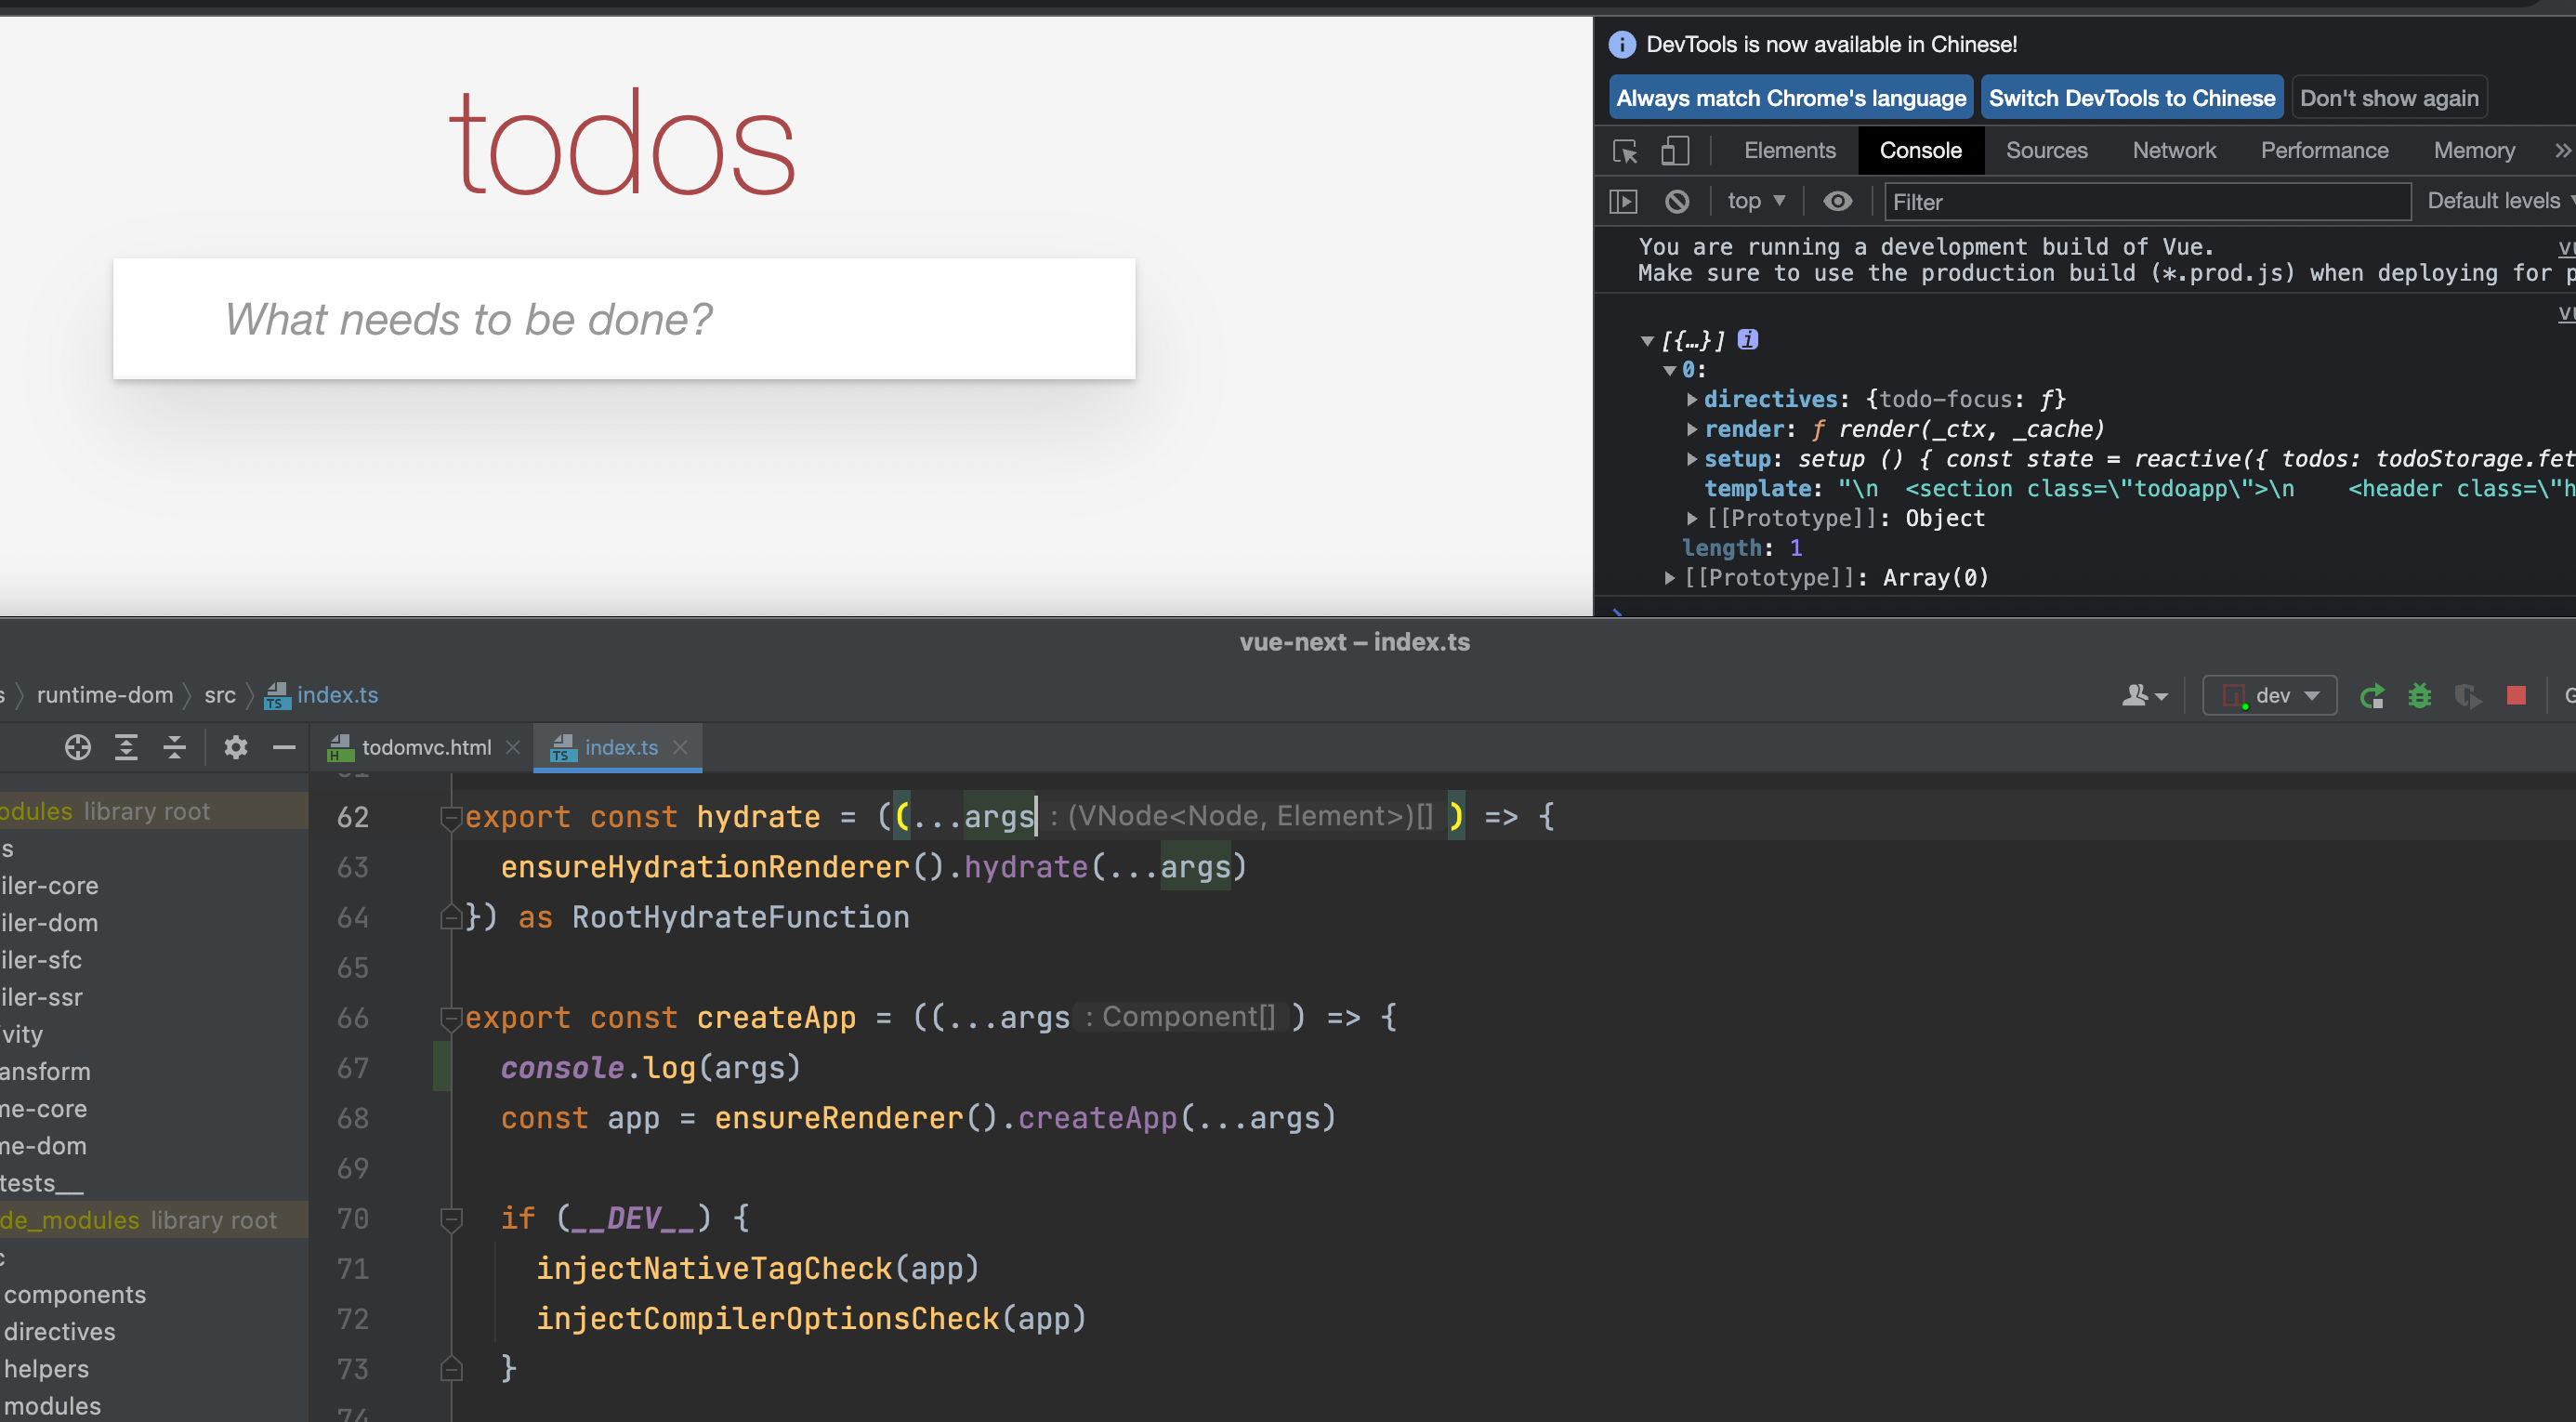 todos
What needs to be done?
DevTools is now available in Chinese!
Always match Chrome's language Switch DevTools to Chinese Don't show again
Elements Console Sources Network Performance Memory »
top ▼ Filter Default levels
You are running a development build of Vue.
Make sure to use the production build (*.prod.js) when deploying for p
vu
vu
▼[{…}] i
▼0:
▶directives: {todo-focus: ƒ}
▶render: ƒ render(_ctx, _cache)
▶setup: setup () { const state = reactive({ todos: todoStorage.fet
template: "\n  <section class=\"todoapp\">\n    <header class=\"h
▶[[Prototype]]: Object
length: 1
▶[[Prototype]]: Array(0)
vue-next – index.ts
s runtime-dom src index.ts
dev
todomvc.html index.ts
odules library root
s
iler-core
iler-dom
iler-sfc
iler-ssr
vity
ansform
me-core
me-dom
tests__
de_modules library root
c
components
directives
helpers
modules
62 export const hydrate = ((...args : (VNode<Node, Element>)[] ) => {
63 ensureHydrationRenderer().hydrate(...args)
64 }) as RootHydrateFunction
65
66 export const createApp = ((...args : Component[] ) => {
67 console.log(args)
68 const app = ensureRenderer().createApp(...args)
69
70 if (__DEV__) {
71 injectNativeTagCheck(app)
72 injectCompilerOptionsCheck(app)
73 }
74